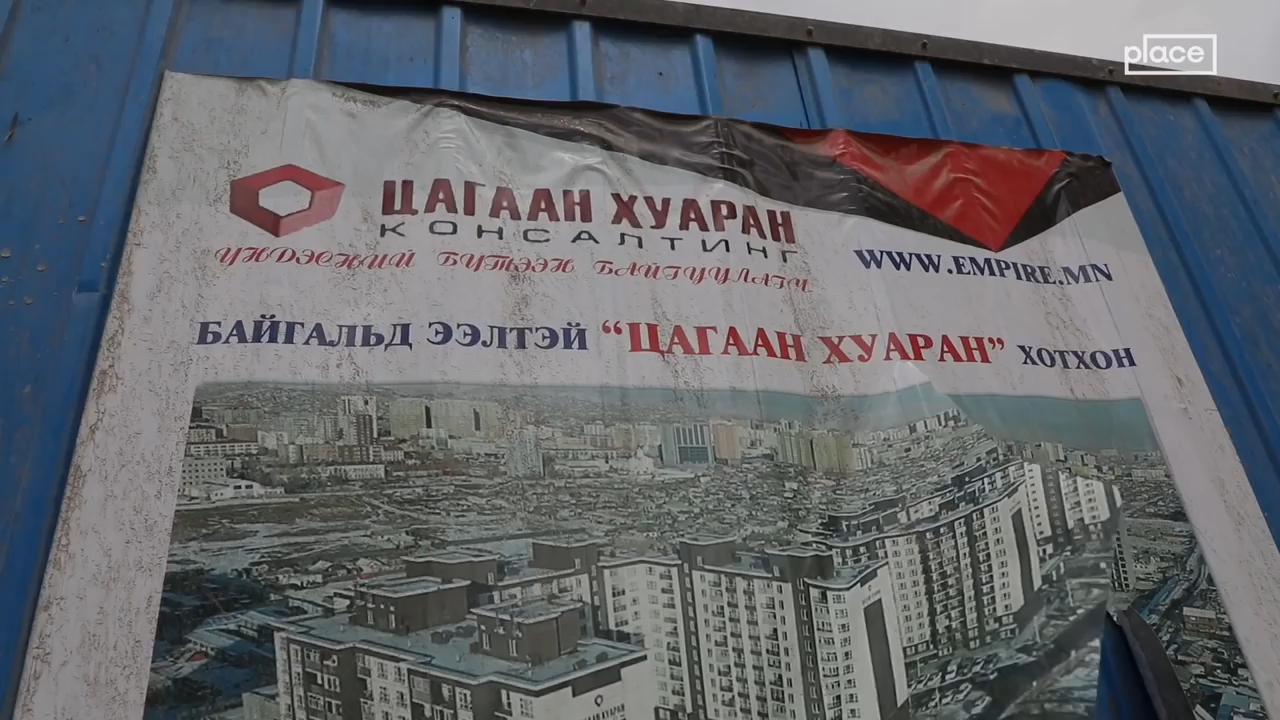 place
ЦАГААН ХУАРАН
КОНСАЛТИНГ
ҮНДЭСНИЙ БҮТЭЭН БАЙГУУЛАГЧ
WWW.EMPIRE.MN
БАЙГАЛЬД ЭЭЛТЭЙ “ЦАГААН ХУАРАН” ХОТХОН